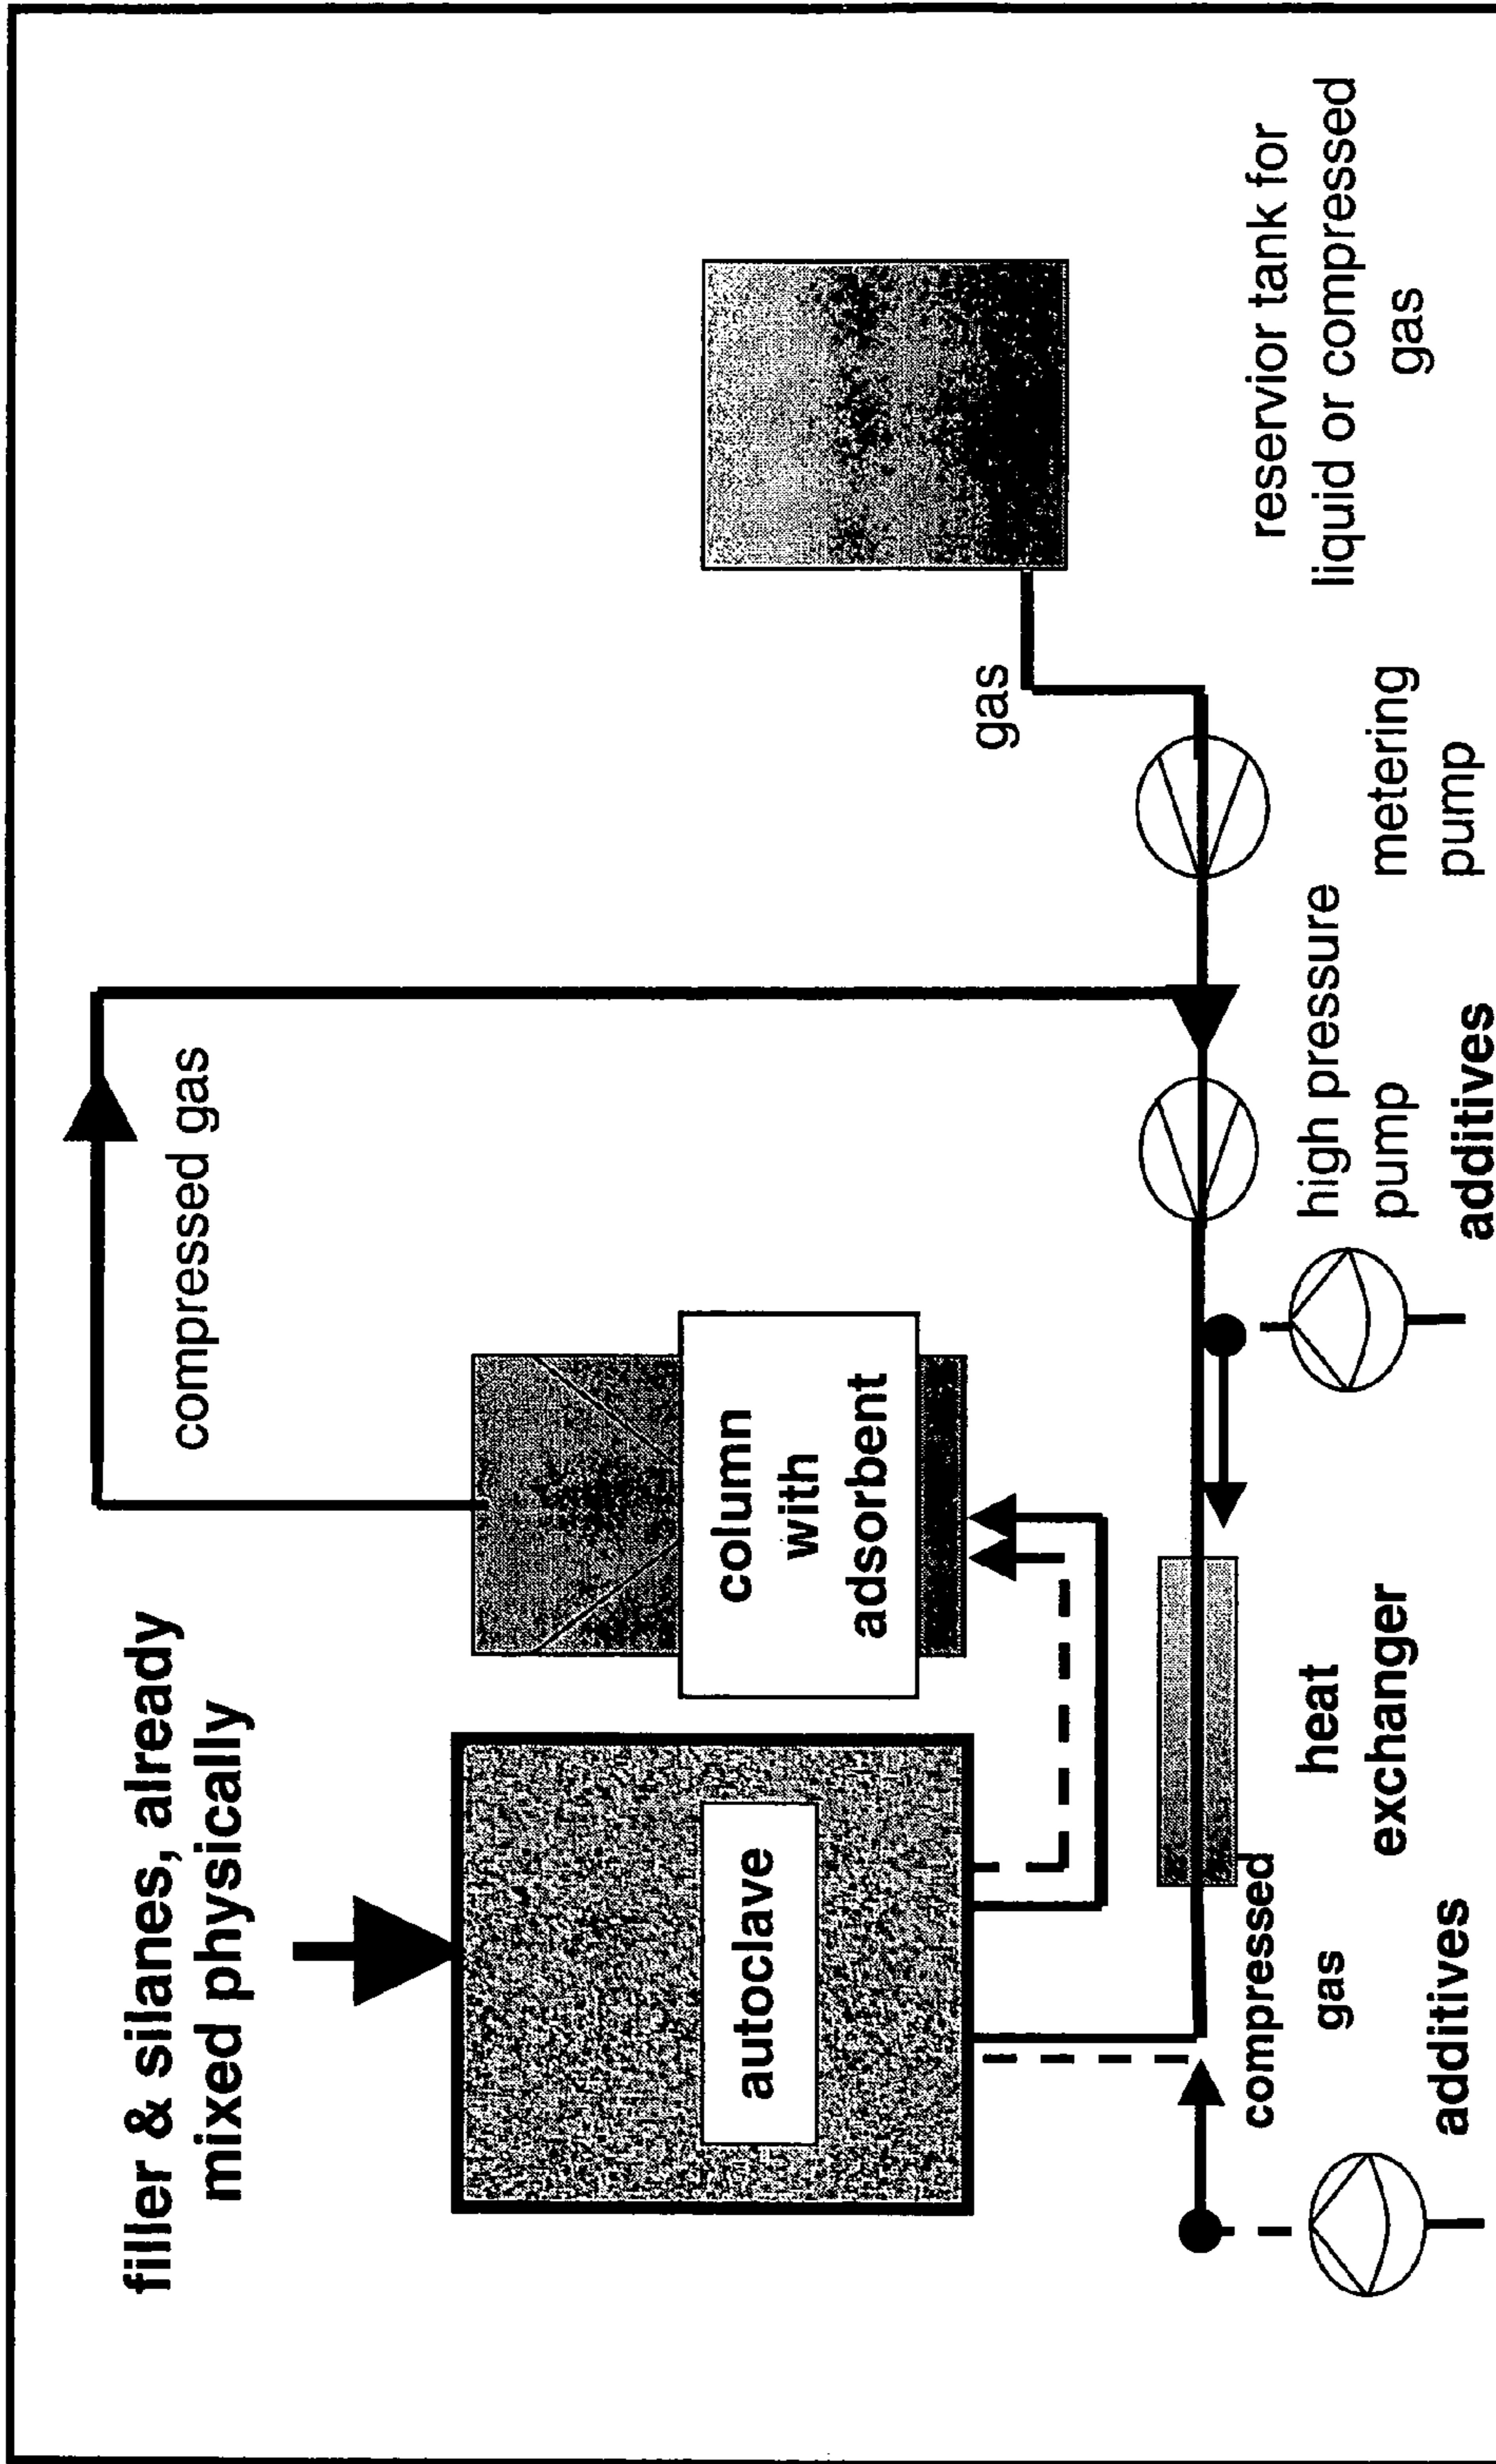 filler & silanes, already
mixed physically
compressed gas
autoclave
column
with
adsorbent
gas
reservior tank for
liquid or compressed
gas
metering
pump
high pressure
pump
additives
heat
exchanger
compressed
gas
additives